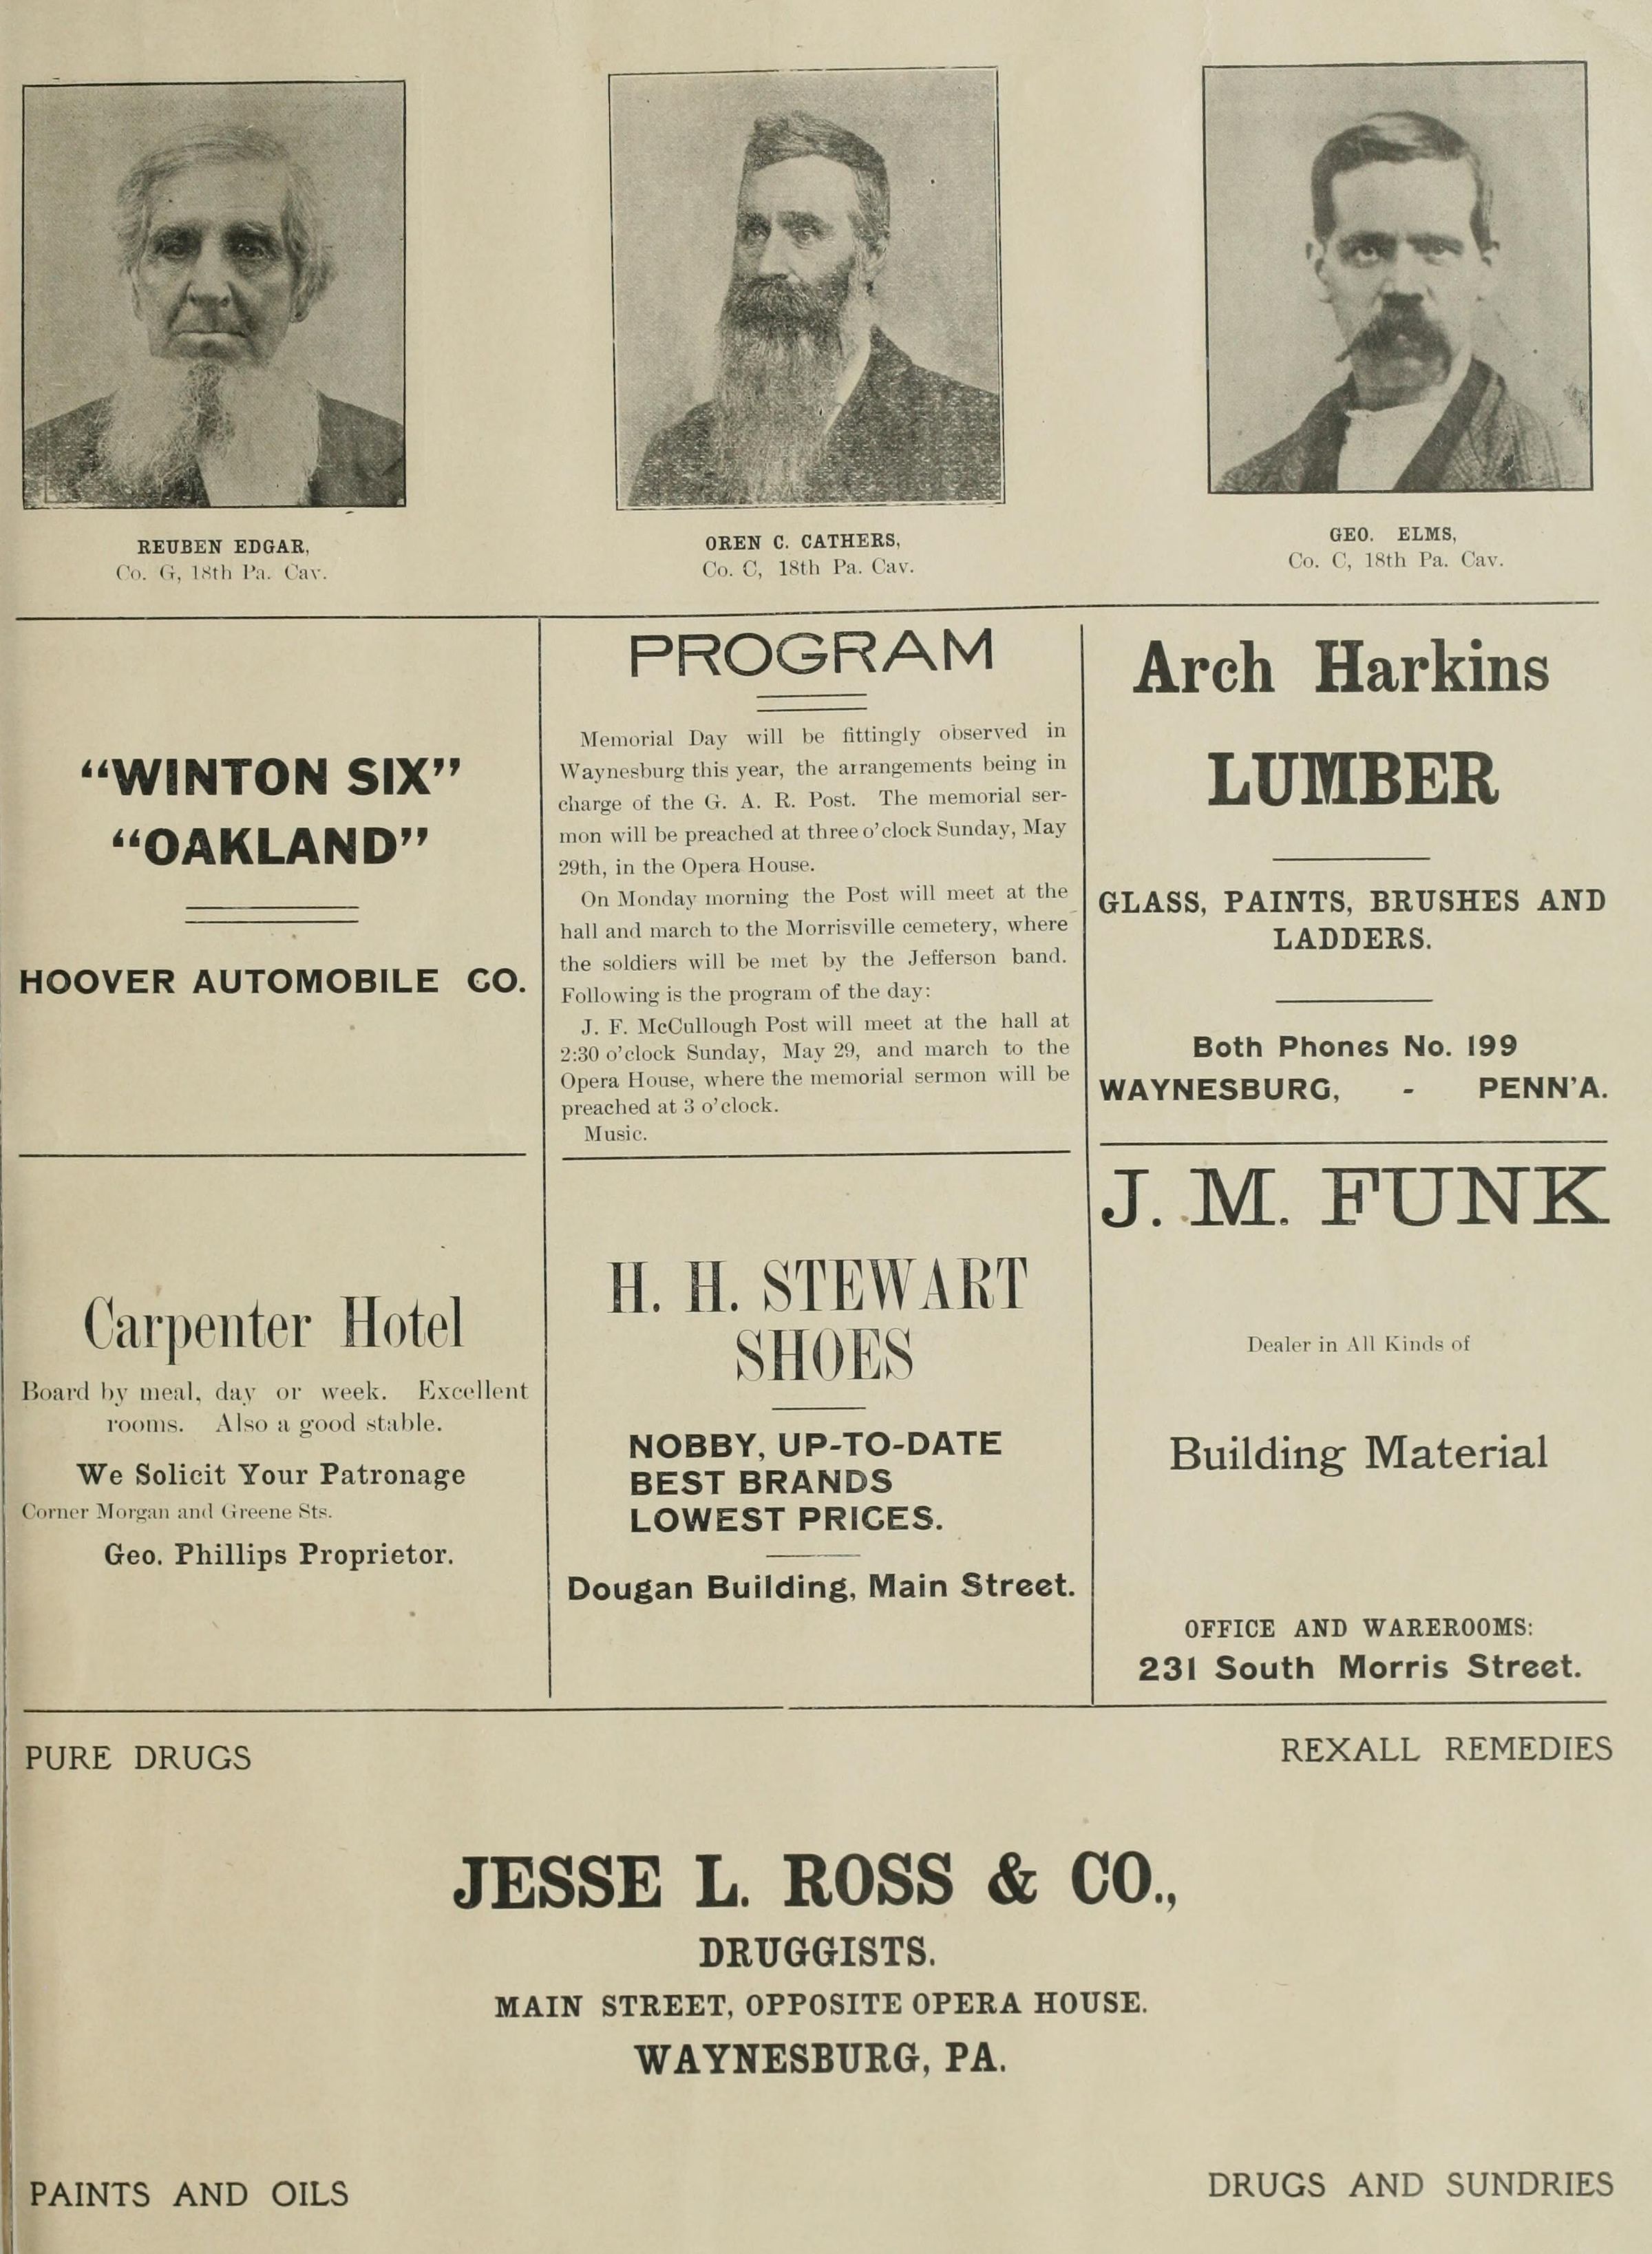 REUBEN EDGAR,
Co. G, 18th Pa. Cav.
OREN C. CATHERS,
Co. C, 18th Pa. Cav.
GEO. ELMS,
Co. C, 18th Pa. Cav.
"WINTON SIX"
"OAKLAND"
HOOVER AUTOMOBILE CO.
Carpenter Hotel
Board by meal, day or week. Excellent
rooms. Also a good stable.
We Solicit Your Patronage
Corner Morgan and Greene Sts.
Geo. Phillips Proprietor.
PROGRAM
Memorial Day will be fittingly observed in
Waynesburg this year, the arrangements being in
charge of the G. A. R. Post. The memorial ser-
mon will be preached at three o'clock Sunday, May
29th, in the Opera House.
On Monday morning the Post will meet at the
hall and march to the Morrisville cemetery, where
the soldiers will be met by the Jefferson band.
Following is the program of the day:
J. F. McCullough Post will meet at the hall at
2:30 o'clock Sunday, May 29, and march to the
Opera House, where the memorial sermon will be
preached at 3 o'clock.
Music.
H. H. STEWART
SHOES
NOBBY, UP-TO-DATE
BEST BRANDS
LOWEST PRICES.
Dougan Building, Main Street.
Arch Harkins
LUMBER
GLASS, PAINTS, BRUSHES AND
LADDERS.
Both Phones No. 199
WAYNESBURG, - PENN'A.
J. M. FUNK
Dealer in All Kinds of
Building Material
OFFICE AND WAREROOMS:
231 South Morris Street.
PURE DRUGS
REXALL REMEDIES
JESSE L. ROSS & CO.,
DRUGGISTS.
MAIN STREET, OPPOSITE OPERA HOUSE.
WAYNESBURG, PA.
PAINTS AND OILS
DRUGS AND SUNDRIES